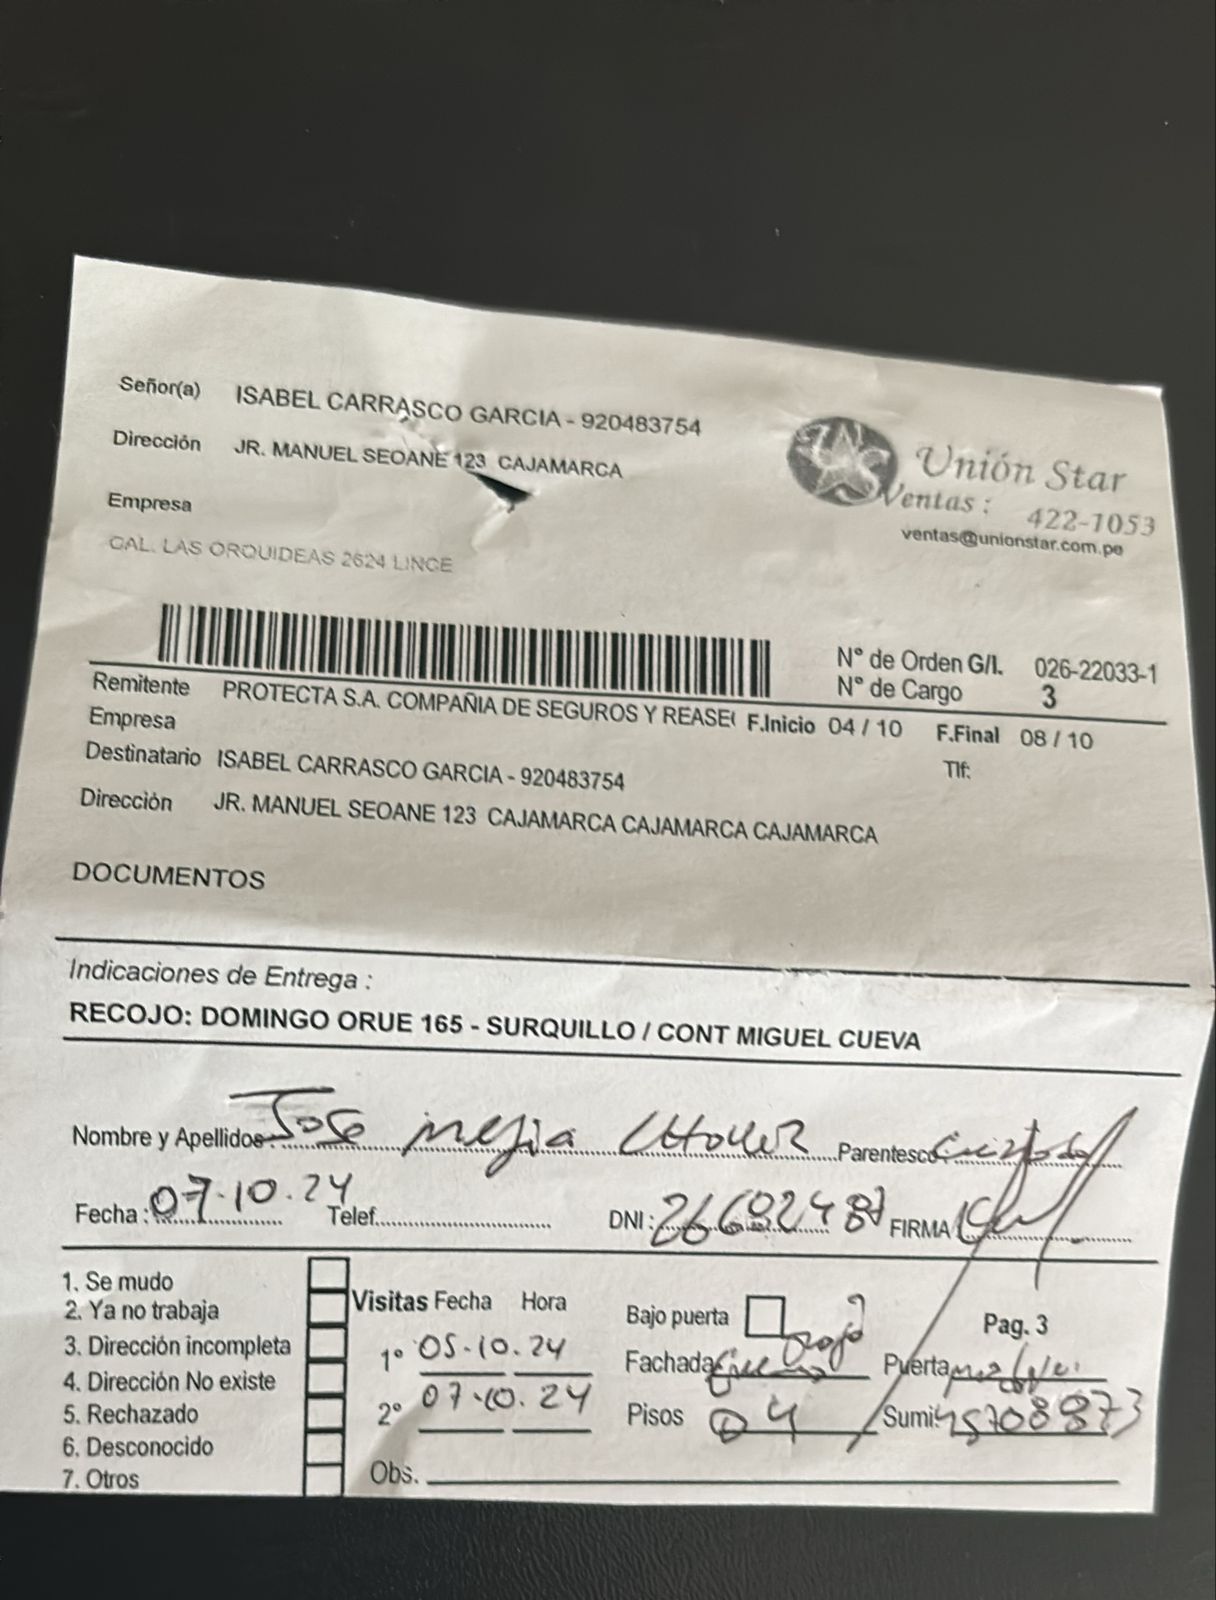 Señor(a) ISABEL CARRASCO GARCIA - 920483754
Dirección JR. MANUEL SEOANE 123 CAJAMARCA
Empresa
CAL. LAS ORQUIDEAS 2624 LINCE
Unión Star
Ventas : 422-1053
ventas@unionstar.com.pe
N° de Orden G/I. 026-22033-1
N° de Cargo 3
Remitente PROTECTA S.A. COMPAÑIA DE SEGUROS Y REASE( F.Inicio 04 / 10 F.Final 08 / 10
Empresa
Tlf:
Destinatario ISABEL CARRASCO GARCIA - 920483754
Dirección JR. MANUEL SEOANE 123 CAJAMARCA CAJAMARCA CAJAMARCA
DOCUMENTOS
Indicaciones de Entrega :
RECOJO: DOMINGO ORUE 165 - SURQUILLO / CONT MIGUEL CUEVA
Nombre y Apellidos: Jose mejia Parentesco:
Fecha : 07.10.24 Telef. DNI : FIRMA
1. Se mudo
2. Ya no trabaja
3. Dirección incompleta
4. Dirección No existe
5. Rechazado
6. Desconocido
7. Otros
Visitas Fecha Hora
1° 05.10.24
2° 07.10.24
Obs.
Bajo puerta Pag. 3
Fachada Puerta
Pisos 04 Sumi: 45708873